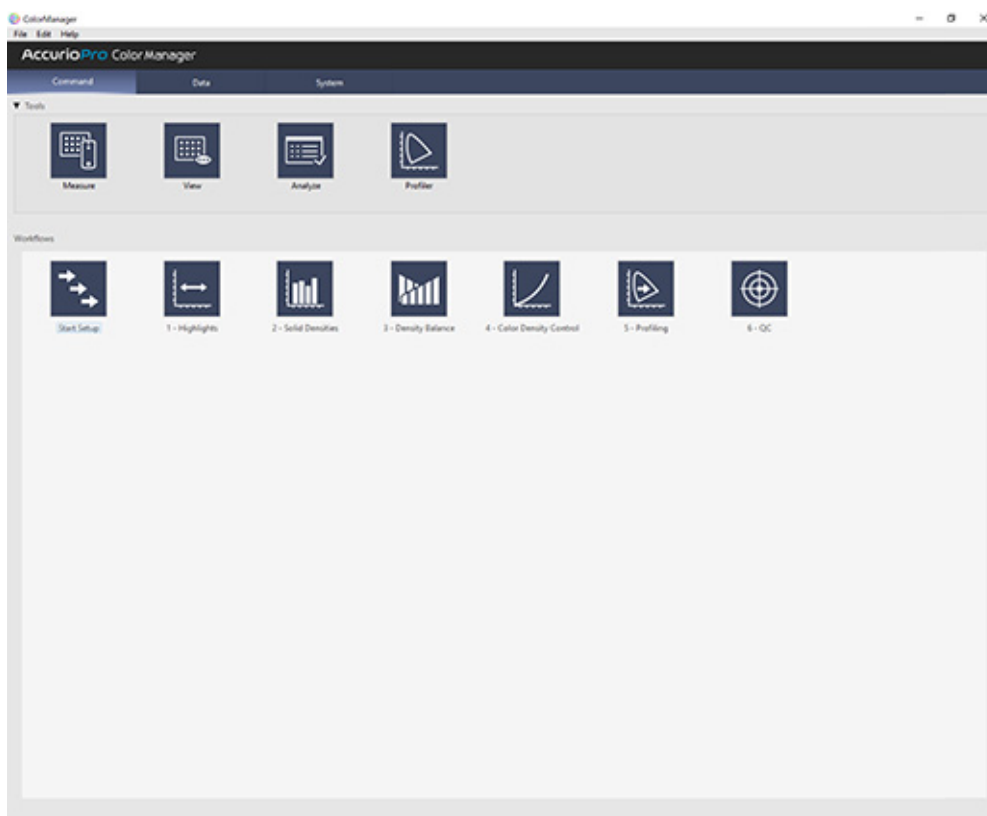 ColorManager
File Edit Help
AccurioPro Color Manager
Command Data System
▼ Tools
Measure View Analyze Profiler
Workflows
Start Setup 1 - Highlights 2 - Solid Densities 3 - Density Balance 4 - Color Density Control 5 - Profiling 6 - QC